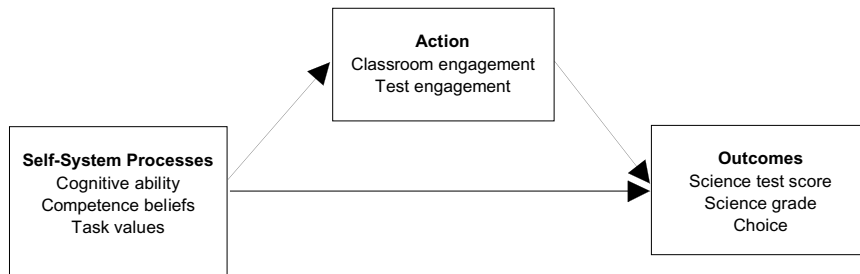 Action
Classroom engagement
Test engagement
Self-System Processes
Cognitive ability
Competence beliefs
Task values
Outcomes
Science test score
Science grade
Choice